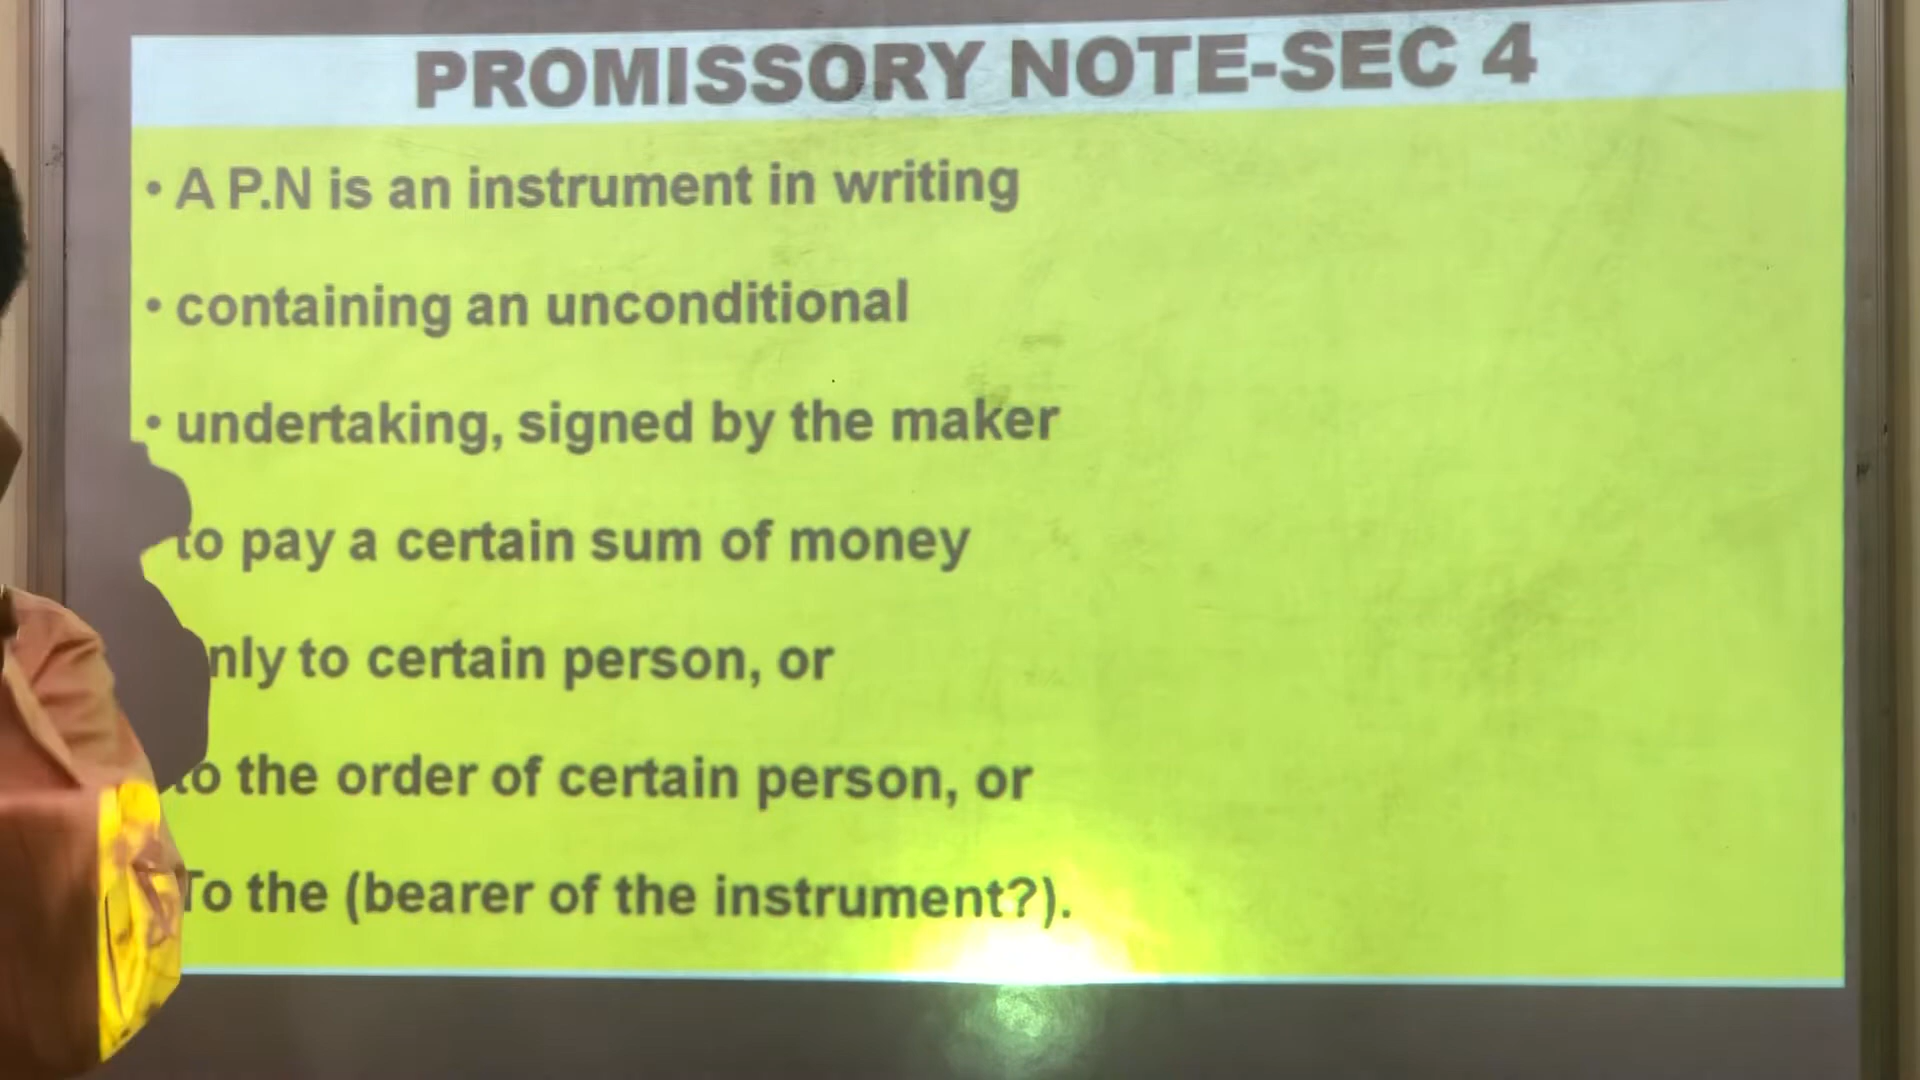 PROMISSORY NOTE-SEC 4
• A P.N is an instrument in writing
• containing an unconditional
• undertaking, signed by the maker
to pay a certain sum of money
nly to certain person, or
to the order of certain person, or
To the (bearer of the instrument?).